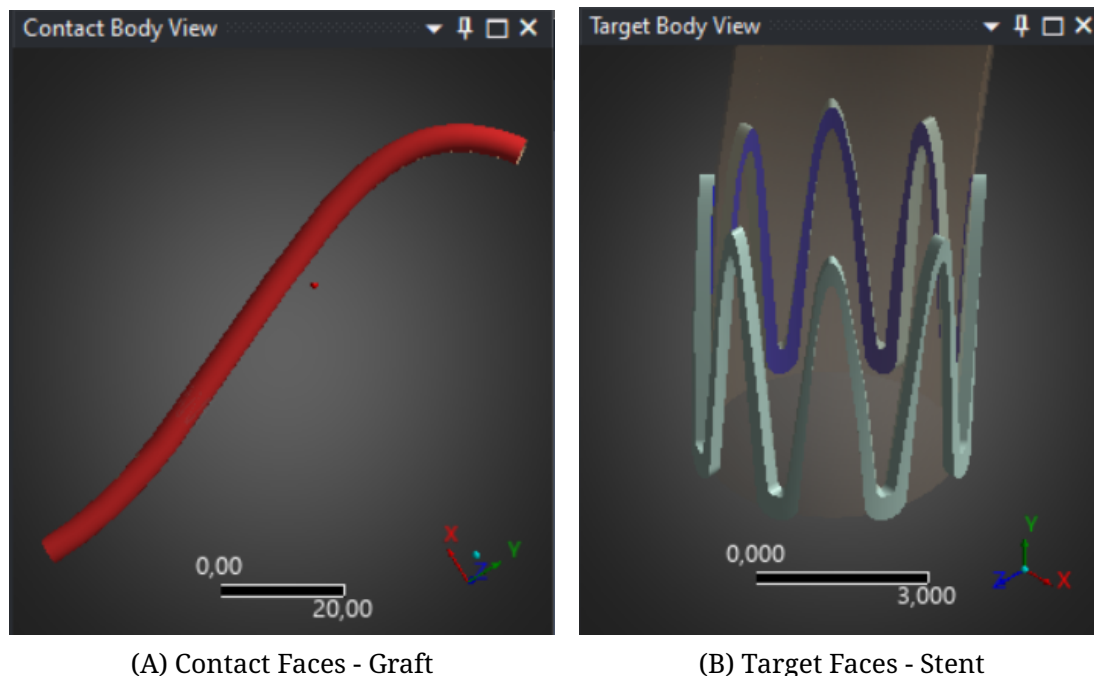 Contact Body View
X
Y
Z
0,00
20,00
(A) Contact Faces - Graft
Target Body View
Y
X
Z
0,000
3,000
(B) Target Faces - Stent